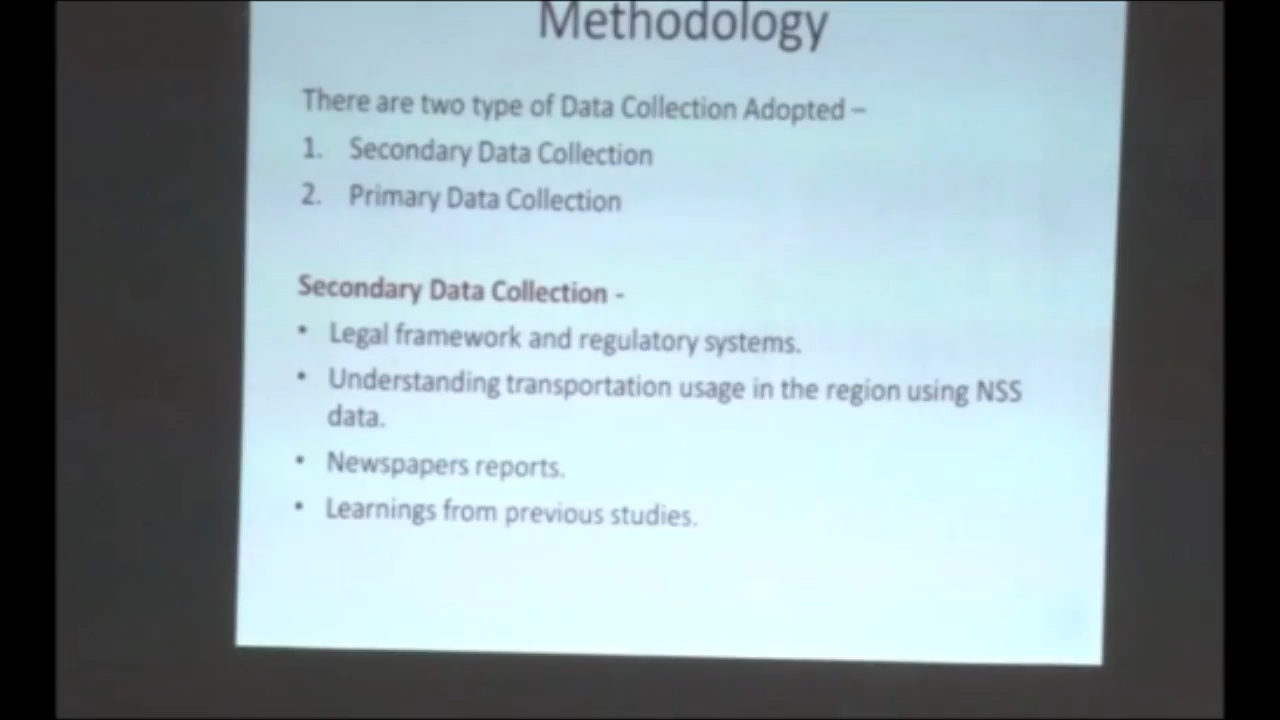 Methodology
There are two type of Data Collection Adopted –
1. Secondary Data Collection
2. Primary Data Collection
Secondary Data Collection -
• Legal framework and regulatory systems.
• Understanding transportation usage in the region using NSS
data.
• Newspapers reports.
• Learnings from previous studies.